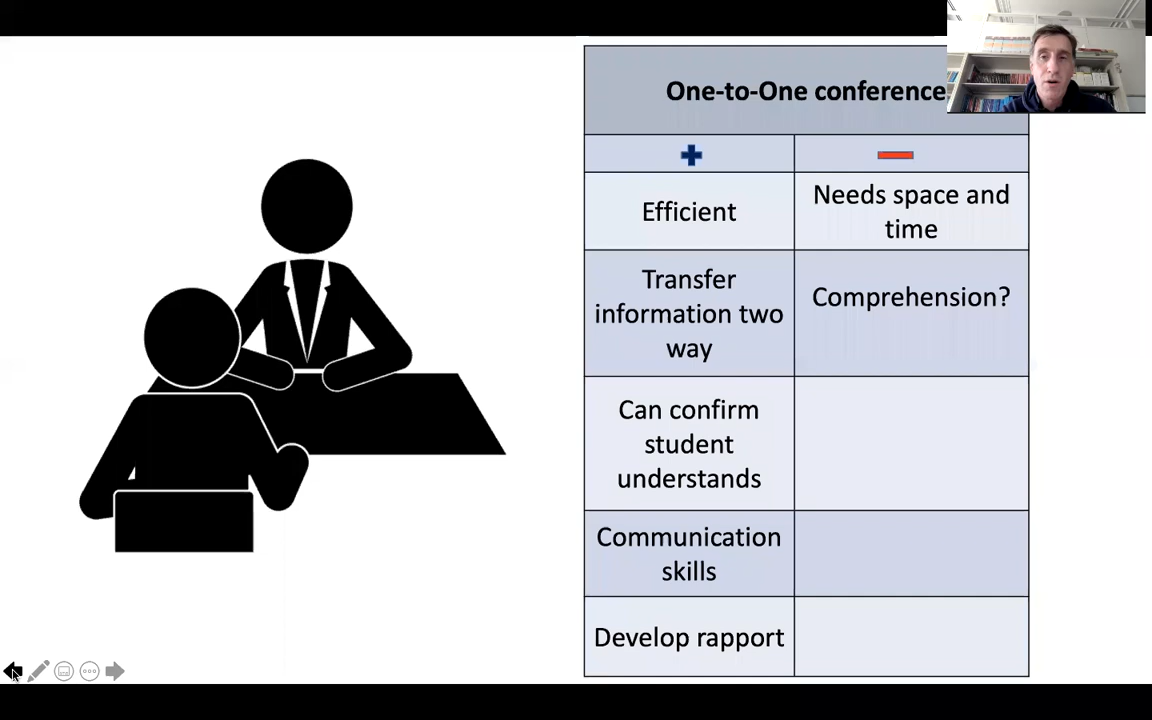 One-to-One conference
Efficient
Needs space and
time
Transfer
information two
way
Comprehension?
Can confirm
student
understands
Communication
skills
Develop rapport